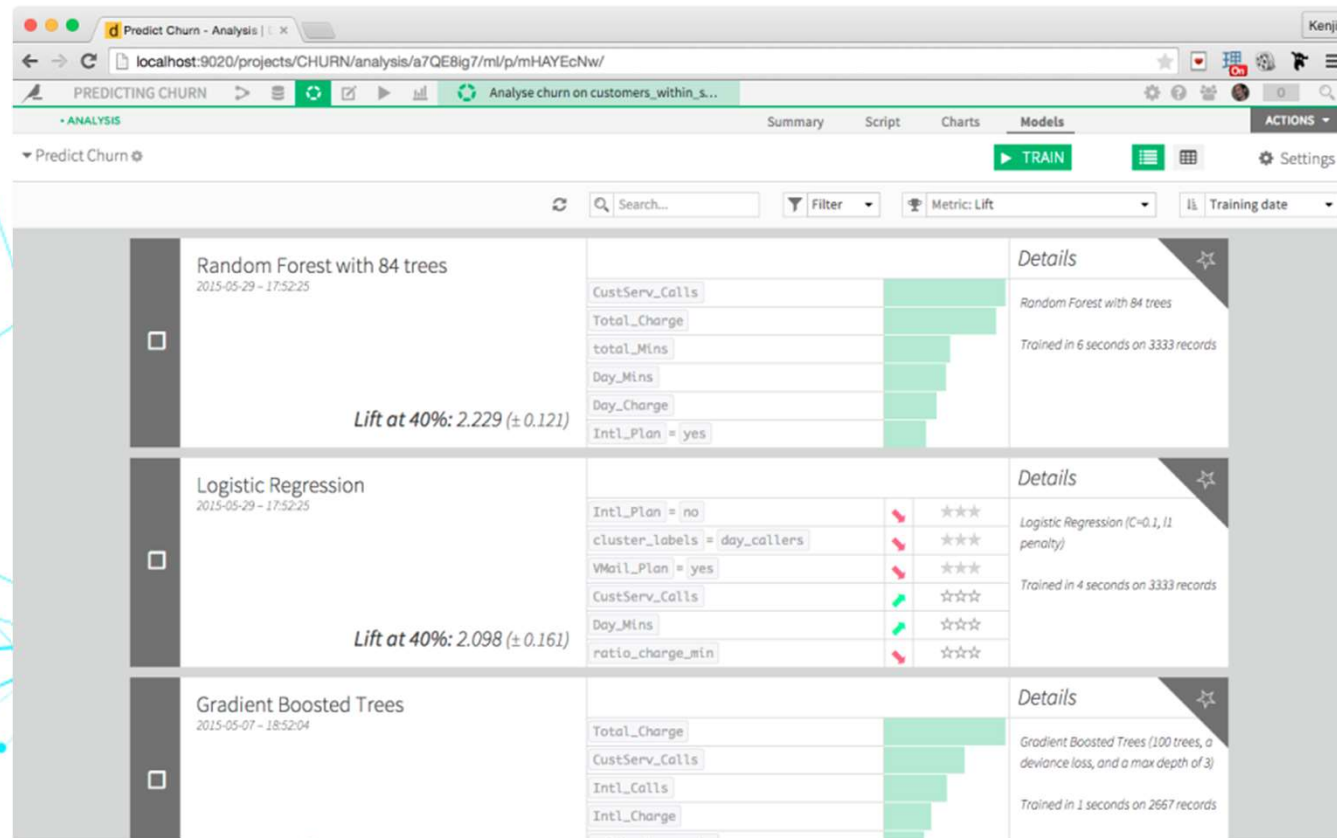 Predict Churn - Analysis |
Kenji
localhost:9020/projects/CHURN/analysis/a7QE8ig7/ml/p/mHAYEcNw/
理
On
PREDICTING CHURN
Analyse churn on customers_within_s...
0
• ANALYSIS
Summary Script Charts Models ACTIONS
Predict Churn
TRAIN
Settings
Search...
Filter
Metric: Lift
Training date
Random Forest with 84 trees
2015-05-29 – 17:52:25
Lift at 40%: 2.229 (± 0.121)
CustServ_Calls
Total_Charge
total_Mins
Day_Mins
Day_Charge
Intl_Plan = yes
Details
Random Forest with 84 trees
Trained in 6 seconds on 3333 records
Logistic Regression
2015-05-29 – 17:52:25
Lift at 40%: 2.098 (± 0.161)
Intl_Plan = no
cluster_labels = day_callers
VMail_Plan = yes
CustServ_Calls
Day_Mins
ratio_charge_min
Details
Logistic Regression (C=0.1, l1
penalty)
Trained in 4 seconds on 3333 records
Gradient Boosted Trees
2015-05-07 – 18:52:04
Total_Charge
CustServ_Calls
Intl_Calls
Intl_Charge
Details
Gradient Boosted Trees (100 trees, a
deviance loss, and a max depth of 3)
Trained in 1 seconds on 2667 records